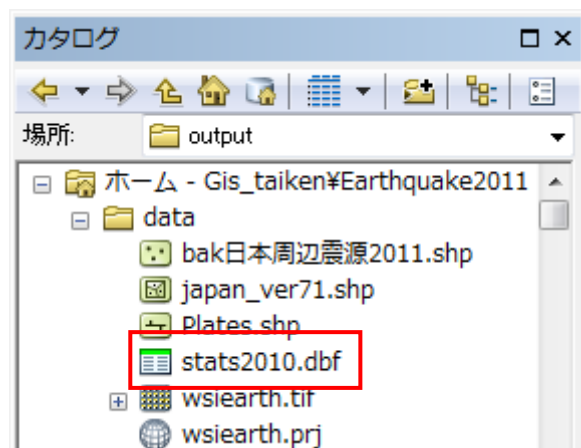 カタログ
場所: output
ホーム - Gis_taiken¥Earthquake2011
data
bak日本周辺震源2011.shp
japan_ver71.shp
Plates.shp
stats2010.dbf
wsiearth.tif
wsiearth.prj